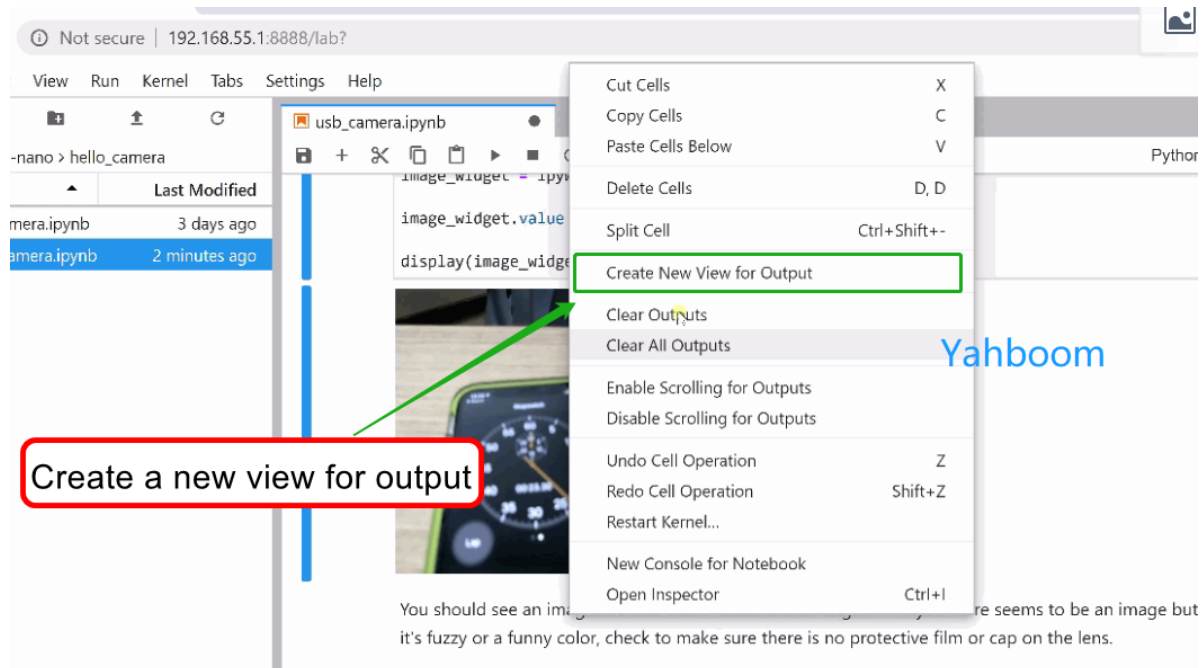 Not secure | 192.168.55.1:8888/lab?
View Run Kernel Tabs Settings Help
usb_camera.ipynb
-nano > hello_camera
Last Modified
mera.ipynb 3 days ago
amera.ipynb 2 minutes ago
Pythor
image_widget = ipyw
image_widget.value
display(image_widge
Cut Cells X
Copy Cells C
Paste Cells Below V
Delete Cells D, D
Split Cell Ctrl+Shift+-
Create New View for Output
Clear Outputs
Clear All Outputs
Enable Scrolling for Outputs
Disable Scrolling for Outputs
Undo Cell Operation Z
Redo Cell Operation Shift+Z
Restart Kernel...
New Console for Notebook
Open Inspector Ctrl+I
Yahboom
Create a new view for output
You should see an imag re seems to be an image but
it's fuzzy or a funny color, check to make sure there is no protective film or cap on the lens.